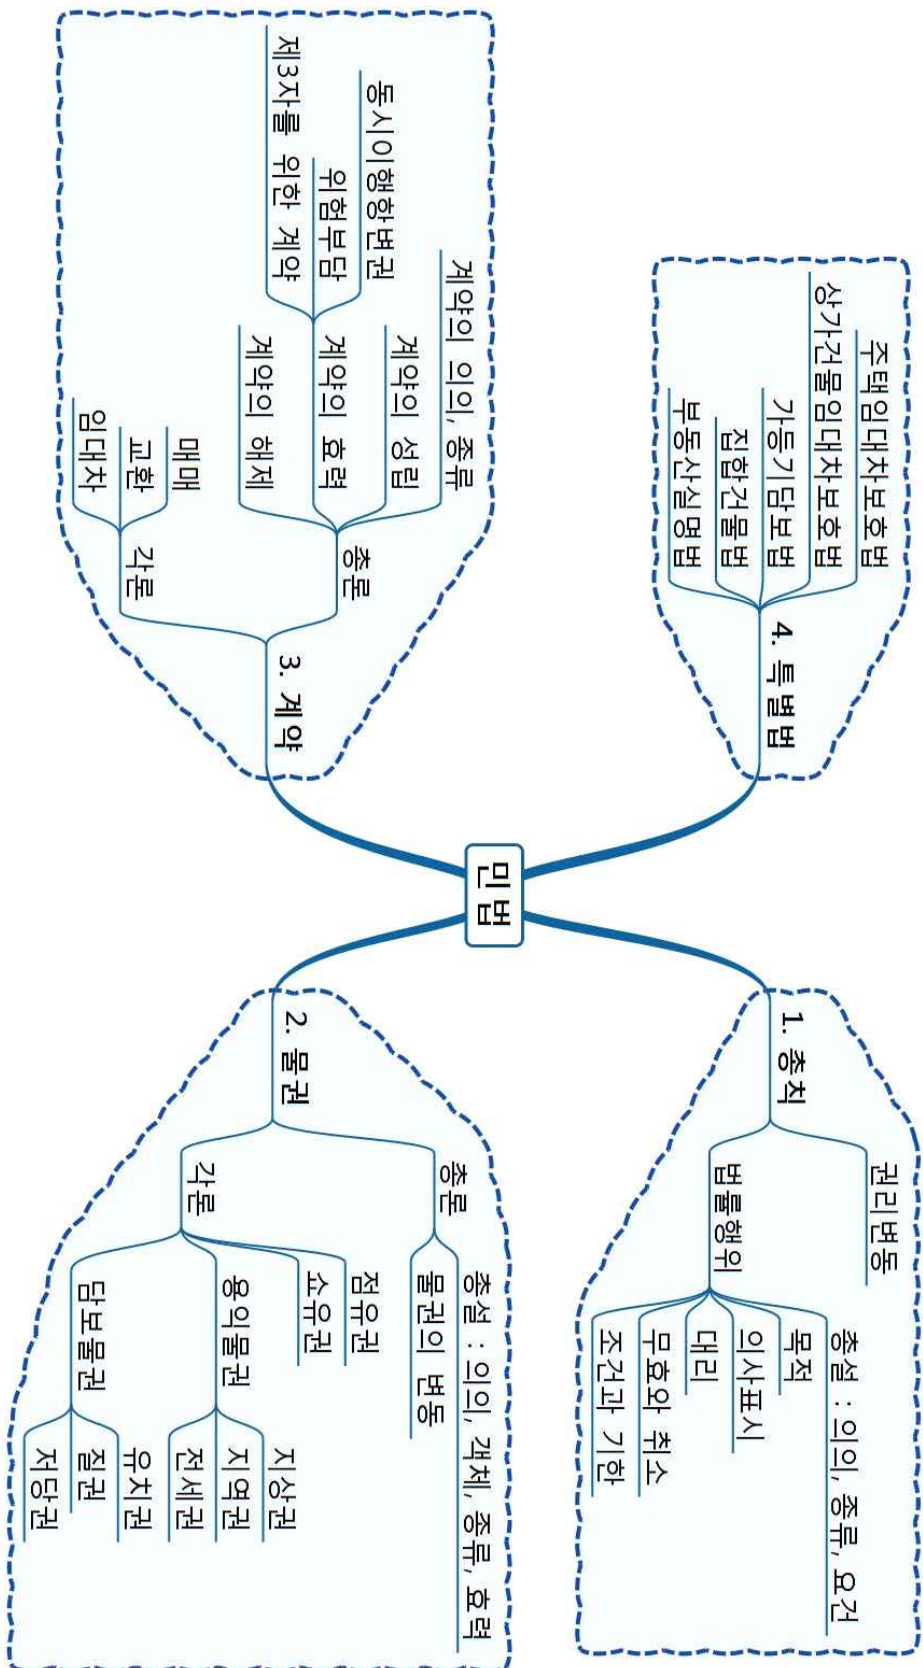 민법
1. 총칙
권리변동
법률행위
총설 : 의의, 종류, 요건
목적
의사표시
대리
무효와 취소
조건과 기한
2. 물권
총론
총설 : 의의, 객체, 종류, 효력
물권의 변동
각론
점유권
소유권
용익물권
지상권
지역권
전세권
담보물권
유치권
질권
저당권
3. 계약
총론
계약의 의의, 종류
계약의 성립
계약의 효력
동시이행항변권
위험부담
제3자를 위한 계약
계약의 해제
각론
매매
교환
임대차
4. 특별법
주택임대차보호법
상가건물임대차보호법
가등기담보법
집합건물법
부동산실명법